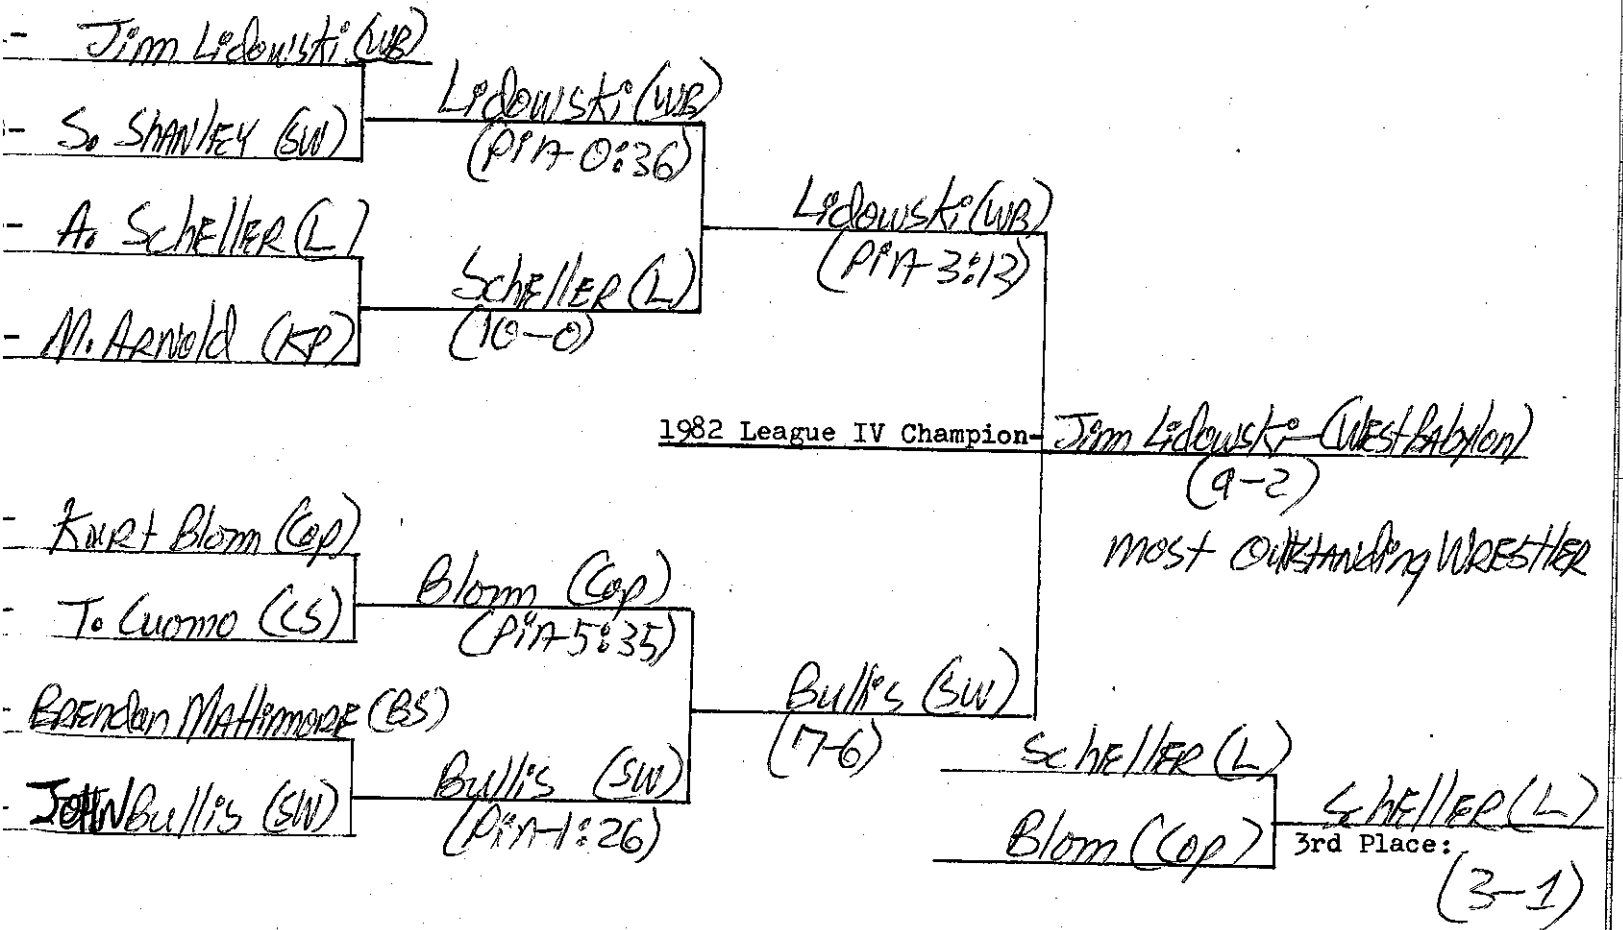 Jim Lidowski (WB)
S. Shanley (SW)
A. Scheller (L)
M. Arnold (KP)
Lidowski (WB)
(Pin-0:36)
Scheller (L)
(10-0)
Lidowski (WB)
(Pin-3:13)
1982 League IV Champion- Jim Lidowski-(West Babylon)
(9-2)
Most Outstanding Wrestler
Kurt Blom (Cop)
T. Cuomo (CS)
Brendan Mattimore (BS)
John Bullis (SW)
Blom (Cop)
(Pin-5:35)
Bullis (SW)
(Pin-1:26)
Bullis (SW)
(7-6)
Scheller (L)
Blom (Cop)
Scheller (L)
3rd Place:
(3-1)